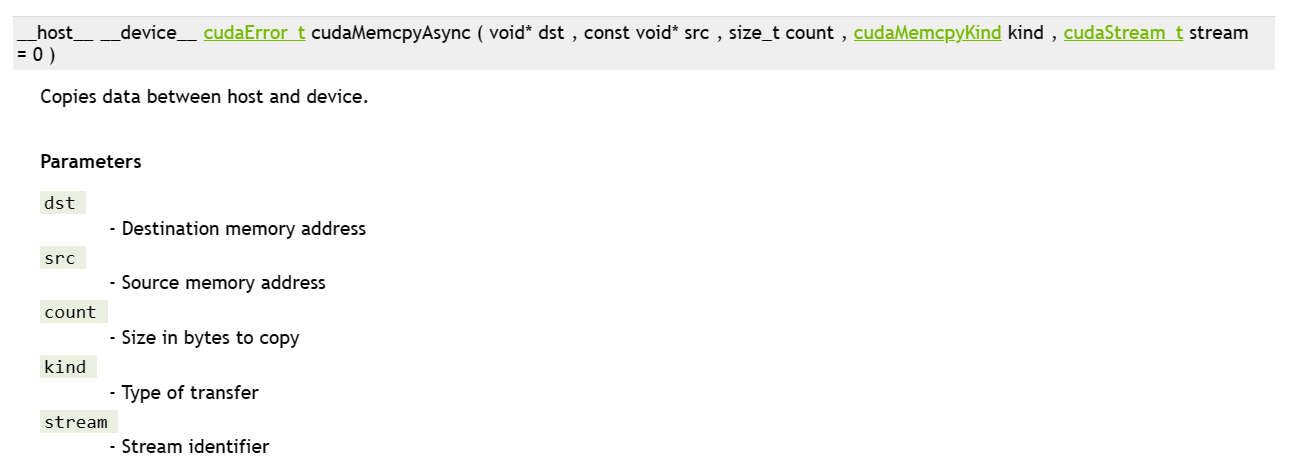 __host__ __device__ cudaError_t cudaMemcpyAsync ( void* dst , const void* src , size_t count , cudaMemcpyKind kind , cudaStream_t stream
= 0 )
Copies data between host and device.
Parameters
dst
- Destination memory address
src
- Source memory address
count
- Size in bytes to copy
kind
- Type of transfer
stream
- Stream identifier